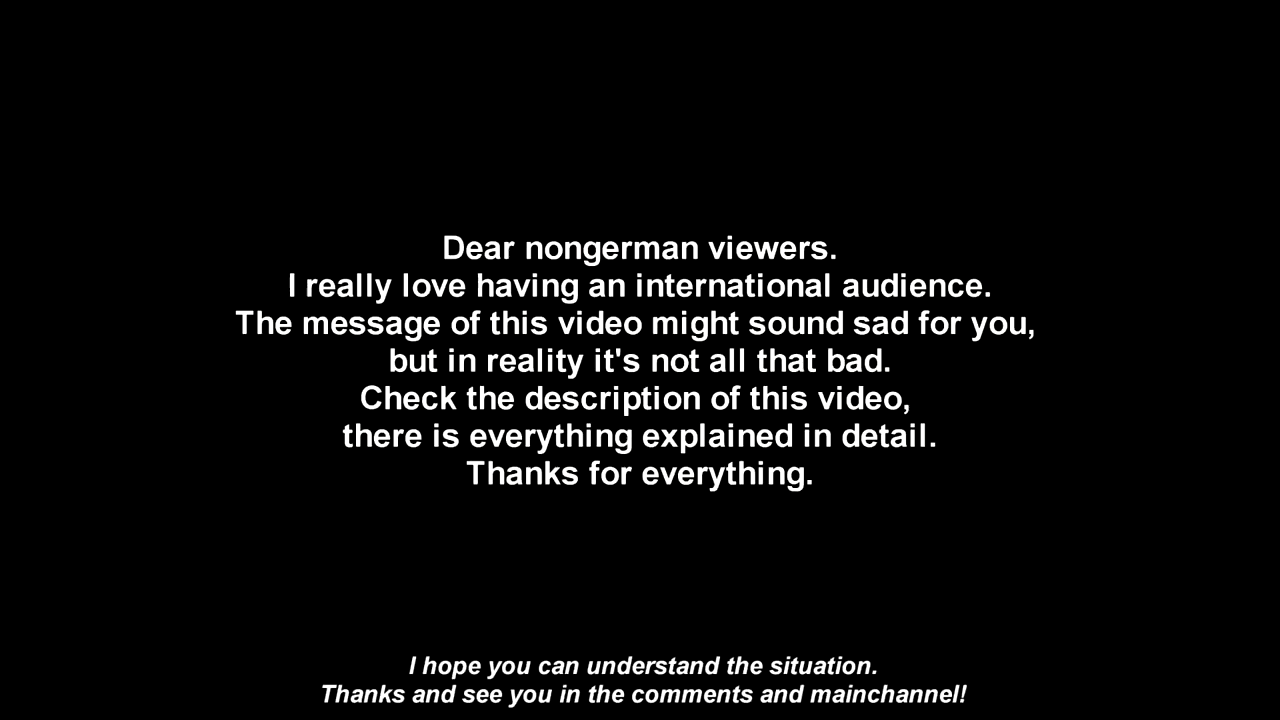 Dear nongerman viewers.
I really love having an international audience.
The message of this video might sound sad for you,
but in reality it's not all that bad.
Check the description of this video,
there is everything explained in detail.
Thanks for everything.
I hope you can understand the situation.
Thanks and see you in the comments and mainchannel!